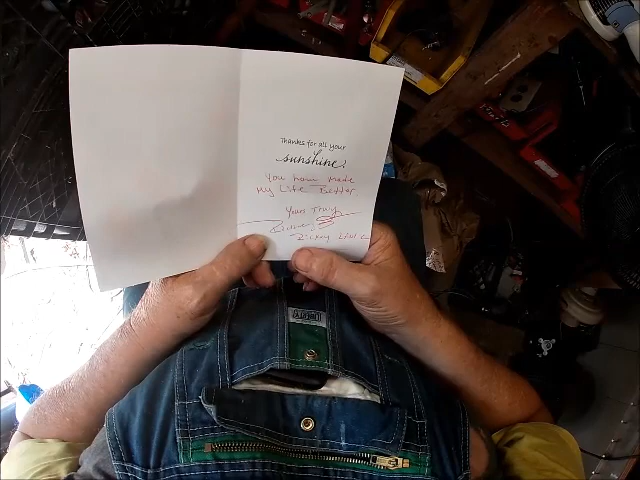 Thanks for all your
sunshine!
You have made
my Life Better
Yours Truly